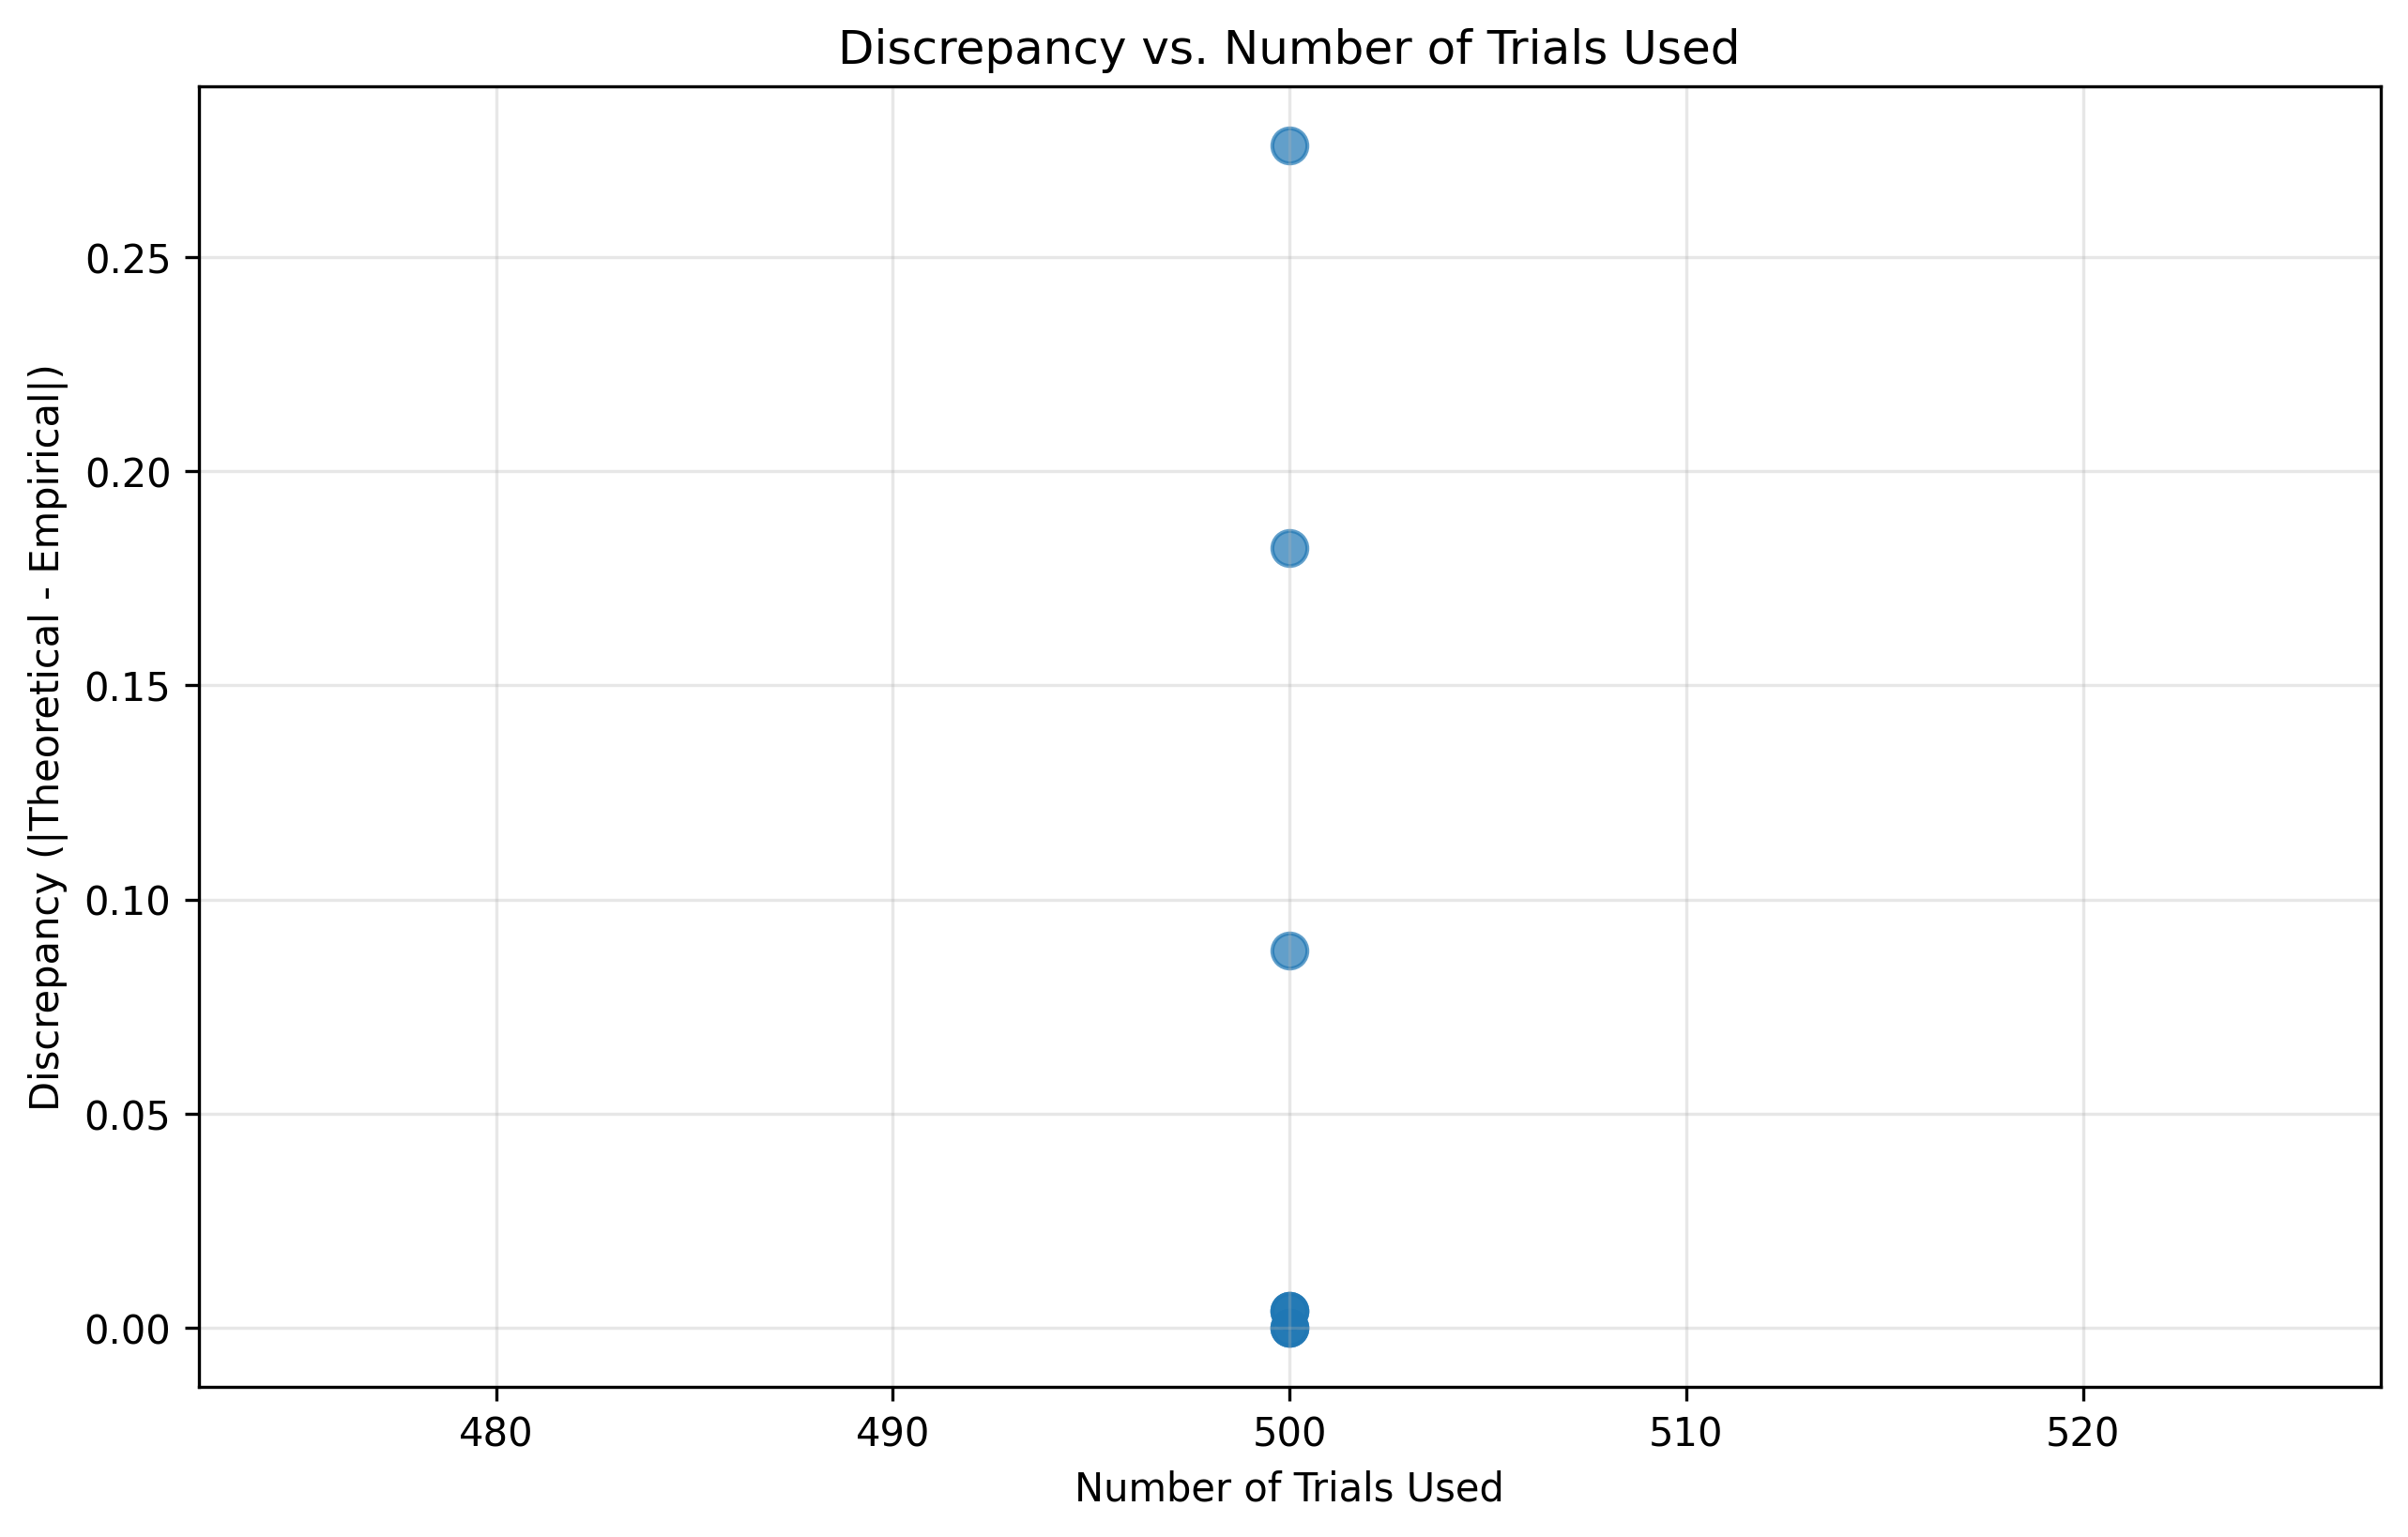 Discrepancy vs. Number of Trials Used
Discrepancy (|Theoretical - Empirical|)
0.25
0.20
0.15
0.10
0.05
0.00
480 490 500 510 520
Number of Trials Used